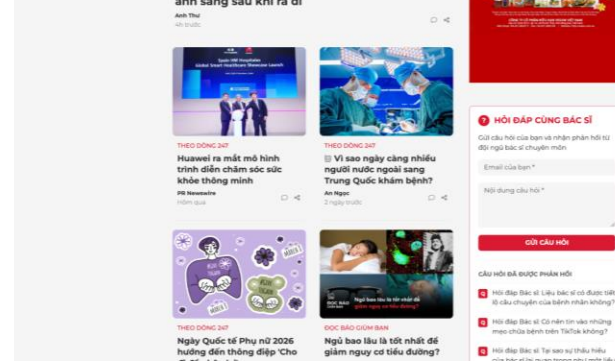 ánh sáng sau khi ra đi
Anh Thư
4h trước
THEO DÒNG 247
Huawei ra mắt mô hình
trình diễn chăm sóc sức
khỏe thông minh
PR Newswire
Hôm qua
THEO DÒNG 247
Vì sao ngày càng nhiều
người nước ngoài sang
Trung Quốc khám bệnh?
An Ngọc
2 ngày trước
THEO DÒNG 247
Ngày Quốc tế Phụ nữ 2026
hướng đến thông điệp 'Cho
ĐỌC BÁO GIÙM BẠN
Ngủ bao lâu là tốt nhất để
giảm nguy cơ tiểu đường?
HỎI ĐÁP CÙNG BÁC SĨ
Gửi câu hỏi của bạn và nhận phản hồi từ
đội ngũ bác sĩ chuyên môn
Email của bạn *
Nội dung câu hỏi *
GỬI CÂU HỎI
CÂU HỎI ĐÃ ĐƯỢC PHẢN HỒI
Hỏi đáp Bác sĩ: Liệu bác sĩ có được tiết
lộ câu chuyện của bệnh nhân không?
Hỏi đáp Bác sĩ: Có nên tin vào những
mẹo chữa bệnh trên TikTok không?
Hỏi đáp Bác sĩ: Tại sao sự thấu hiểu